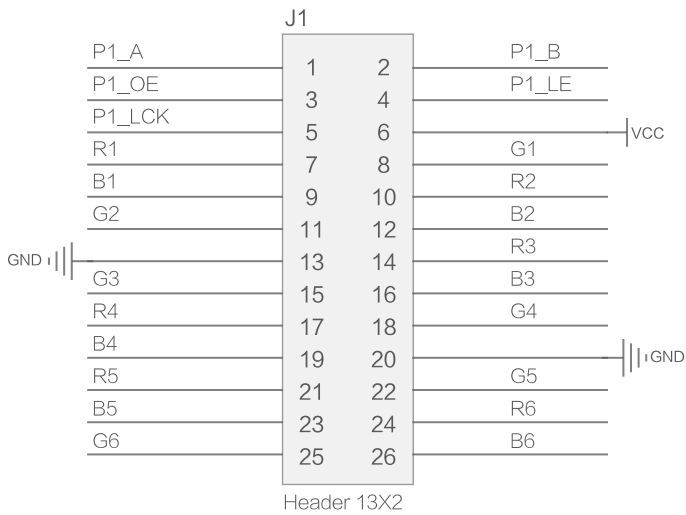 J1
P1_A 1 2 P1_B
P1_OE 3 4 P1_LE
P1_LCK 5 6 VCC
R1 7 8 G1
B1 9 10 R2
G2 11 12 B2
GND 13 14 R3
G3 15 16 B3
R4 17 18 G4
B4 19 20 GND
R5 21 22 G5
B5 23 24 R6
G6 25 26 B6
Header 13X2